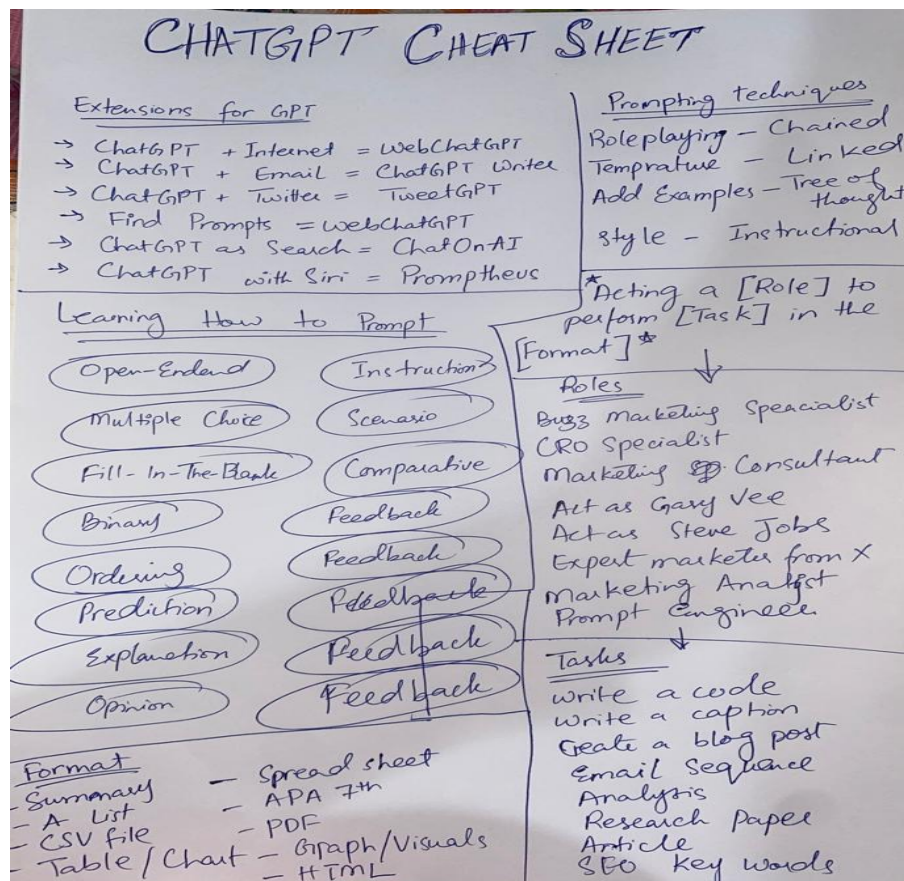 CHATGPT CHEAT SHEET
Extensions for GPT
→ ChatGPT + Internet = WebChatGPT
→ ChatGPT + Email = ChatGPT Writer
→ ChatGPT + Twitter = TweetGPT
→ Find Prompts = WebChatGPT
→ ChatGPT as Search = ChatOnAI
→ ChatGPT with Siri = Promptheus
Prompting techniques
Roleplaying - Chained
Temprature - Linked
Add Examples - Tree of
thought
Style - Instructional
*Acting a [Role] to
perform [Task] in the
[Format]*
Learning How to Prompt
Open-Endend
Instructions
Multiple Choice
Scenario
Fill-In-The-Blank
Comparative
Binary
Feedback
Ordering
Feedback
Prediction
Feedback
Explanation
Feedback
Opinion
Feedback
Roles
Buzz Marketing Speacialist
CRO Specialist
Marketing Consultant
Act as Gary Vee
Act as Steve Jobs
Expert marketer from X
Marketing Analyst
Prompt Engineer
Tasks
Write a code
Write a caption
Create a blog post
Email Sequence
Analysis
Research Paper
Article
SEO Key words
Format
- Summary
- A List
- CSV file
- Table / Chart
- Spread sheet
- APA 7th
- PDF
- Graph/Visuals
- HTML